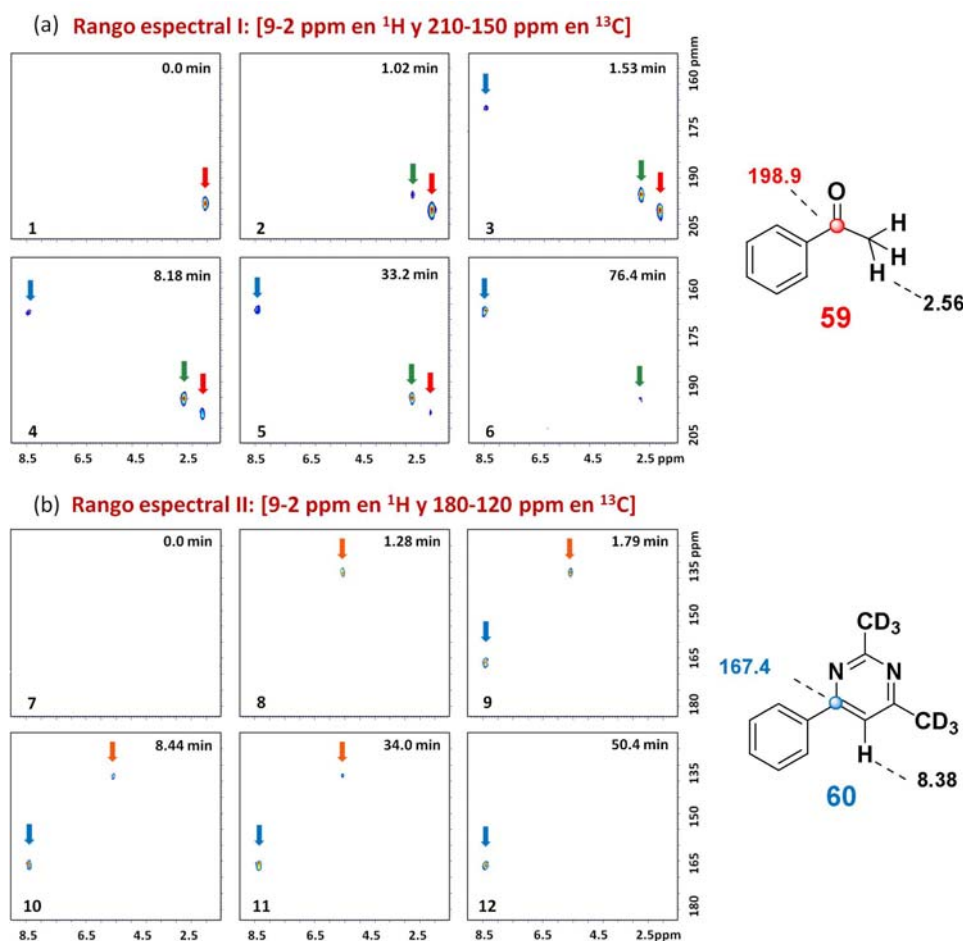 (a) Rango espectral I: [9-2 ppm en ¹H y 210-150 ppm en ¹³C]
0.0 min
1.02 min
1.53 min
1
2
3
160 pmm
175
190
205
8.18 min
33.2 min
76.4 min
4
5
6
160 ppm
175
190
205
8.5 6.5 4.5 2.5
8.5 6.5 4.5 2.5 ppm
8.5 6.5 4.5 2.5 ppm
198.9
O
H
H
H
2.56
59
(b) Rango espectral II: [9-2 ppm en ¹H y 180-120 ppm en ¹³C]
0.0 min
1.28 min
1.79 min
7
8
9
135 ppm
150
165
180
8.44 min
34.0 min
50.4 min
10
11
12
135 ppm
150
165
180
8.5 6.5 4.5 2.5
8.5 6.5 4.5 2.5
8.5 6.5 4.5 2.5ppm
CD₃
167.4
N
N
CD₃
H
8.38
60